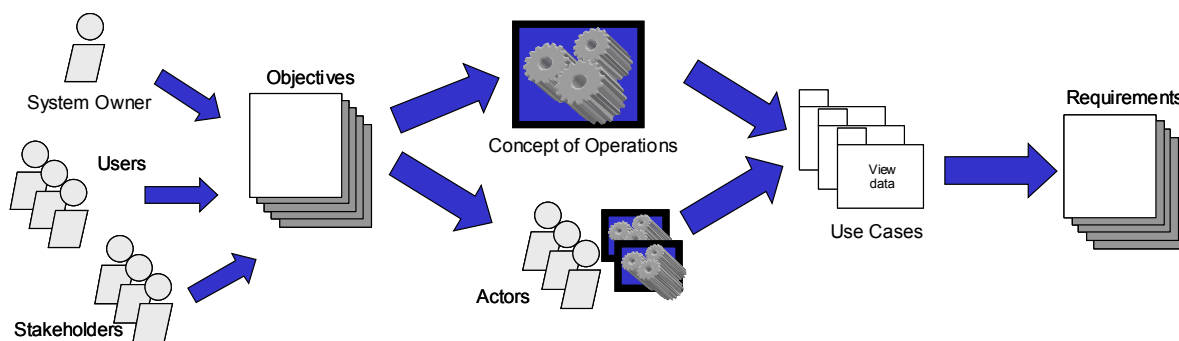 System Owner
Users
Stakeholders
Objectives
Concept of Operations
Actors
View
data
Use Cases
Requirements